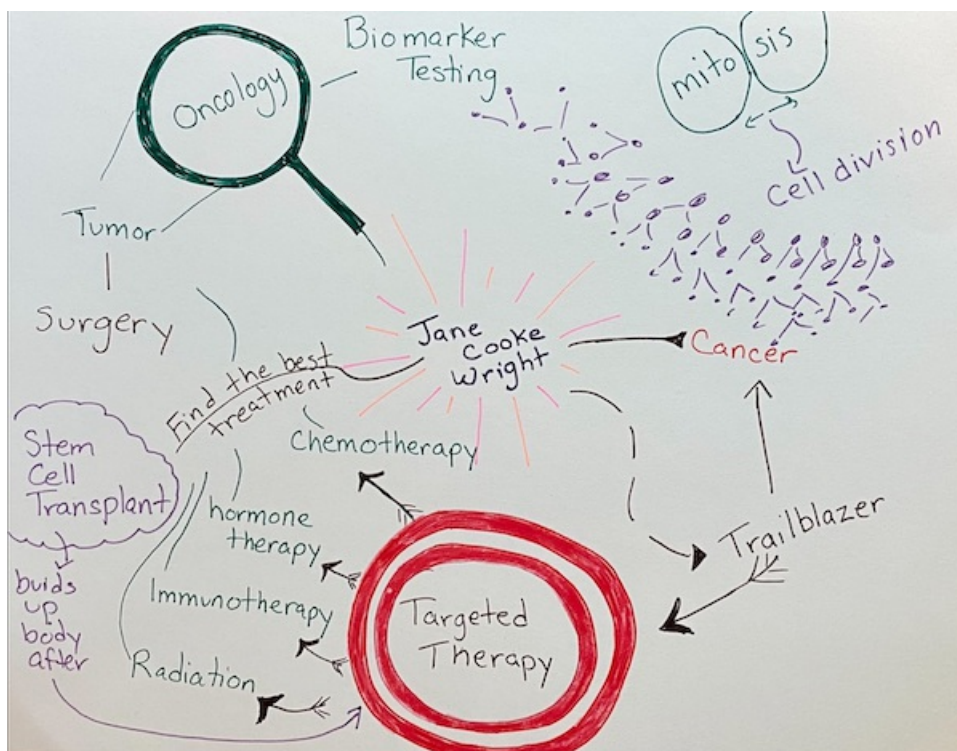 Oncology
Biomarker
Testing
mito
sis
cell division
Tumor
Surgery
Jane
Cooke
Wright
Cancer
Find the best
treatment
Chemotherapy
Stem
Cell
Transplant
buids
up
body
after
hormone
therapy
Immunotherapy
Radiation
Targeted
Therapy
Trailblazer